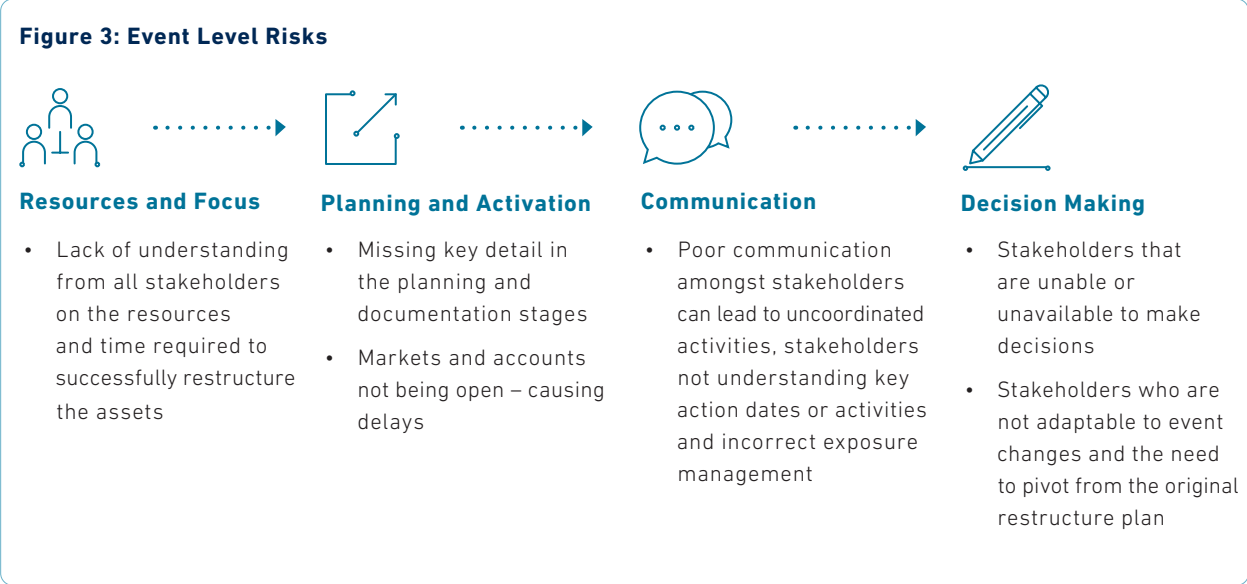 Figure 3: Event Level Risks
Resources and Focus
• Lack of understanding
from all stakeholders
on the resources
and time required to
successfully restructure
the assets
Planning and Activation
• Missing key detail in
the planning and
documentation stages
• Markets and accounts
not being open – causing
delays
Communication
• Poor communication
amongst stakeholders
can lead to uncoordinated
activities, stakeholders
not understanding key
action dates or activities
and incorrect exposure
management
Decision Making
• Stakeholders that
are unable or
unavailable to make
decisions
• Stakeholders who are
not adaptable to event
changes and the need
to pivot from the original
restructure plan